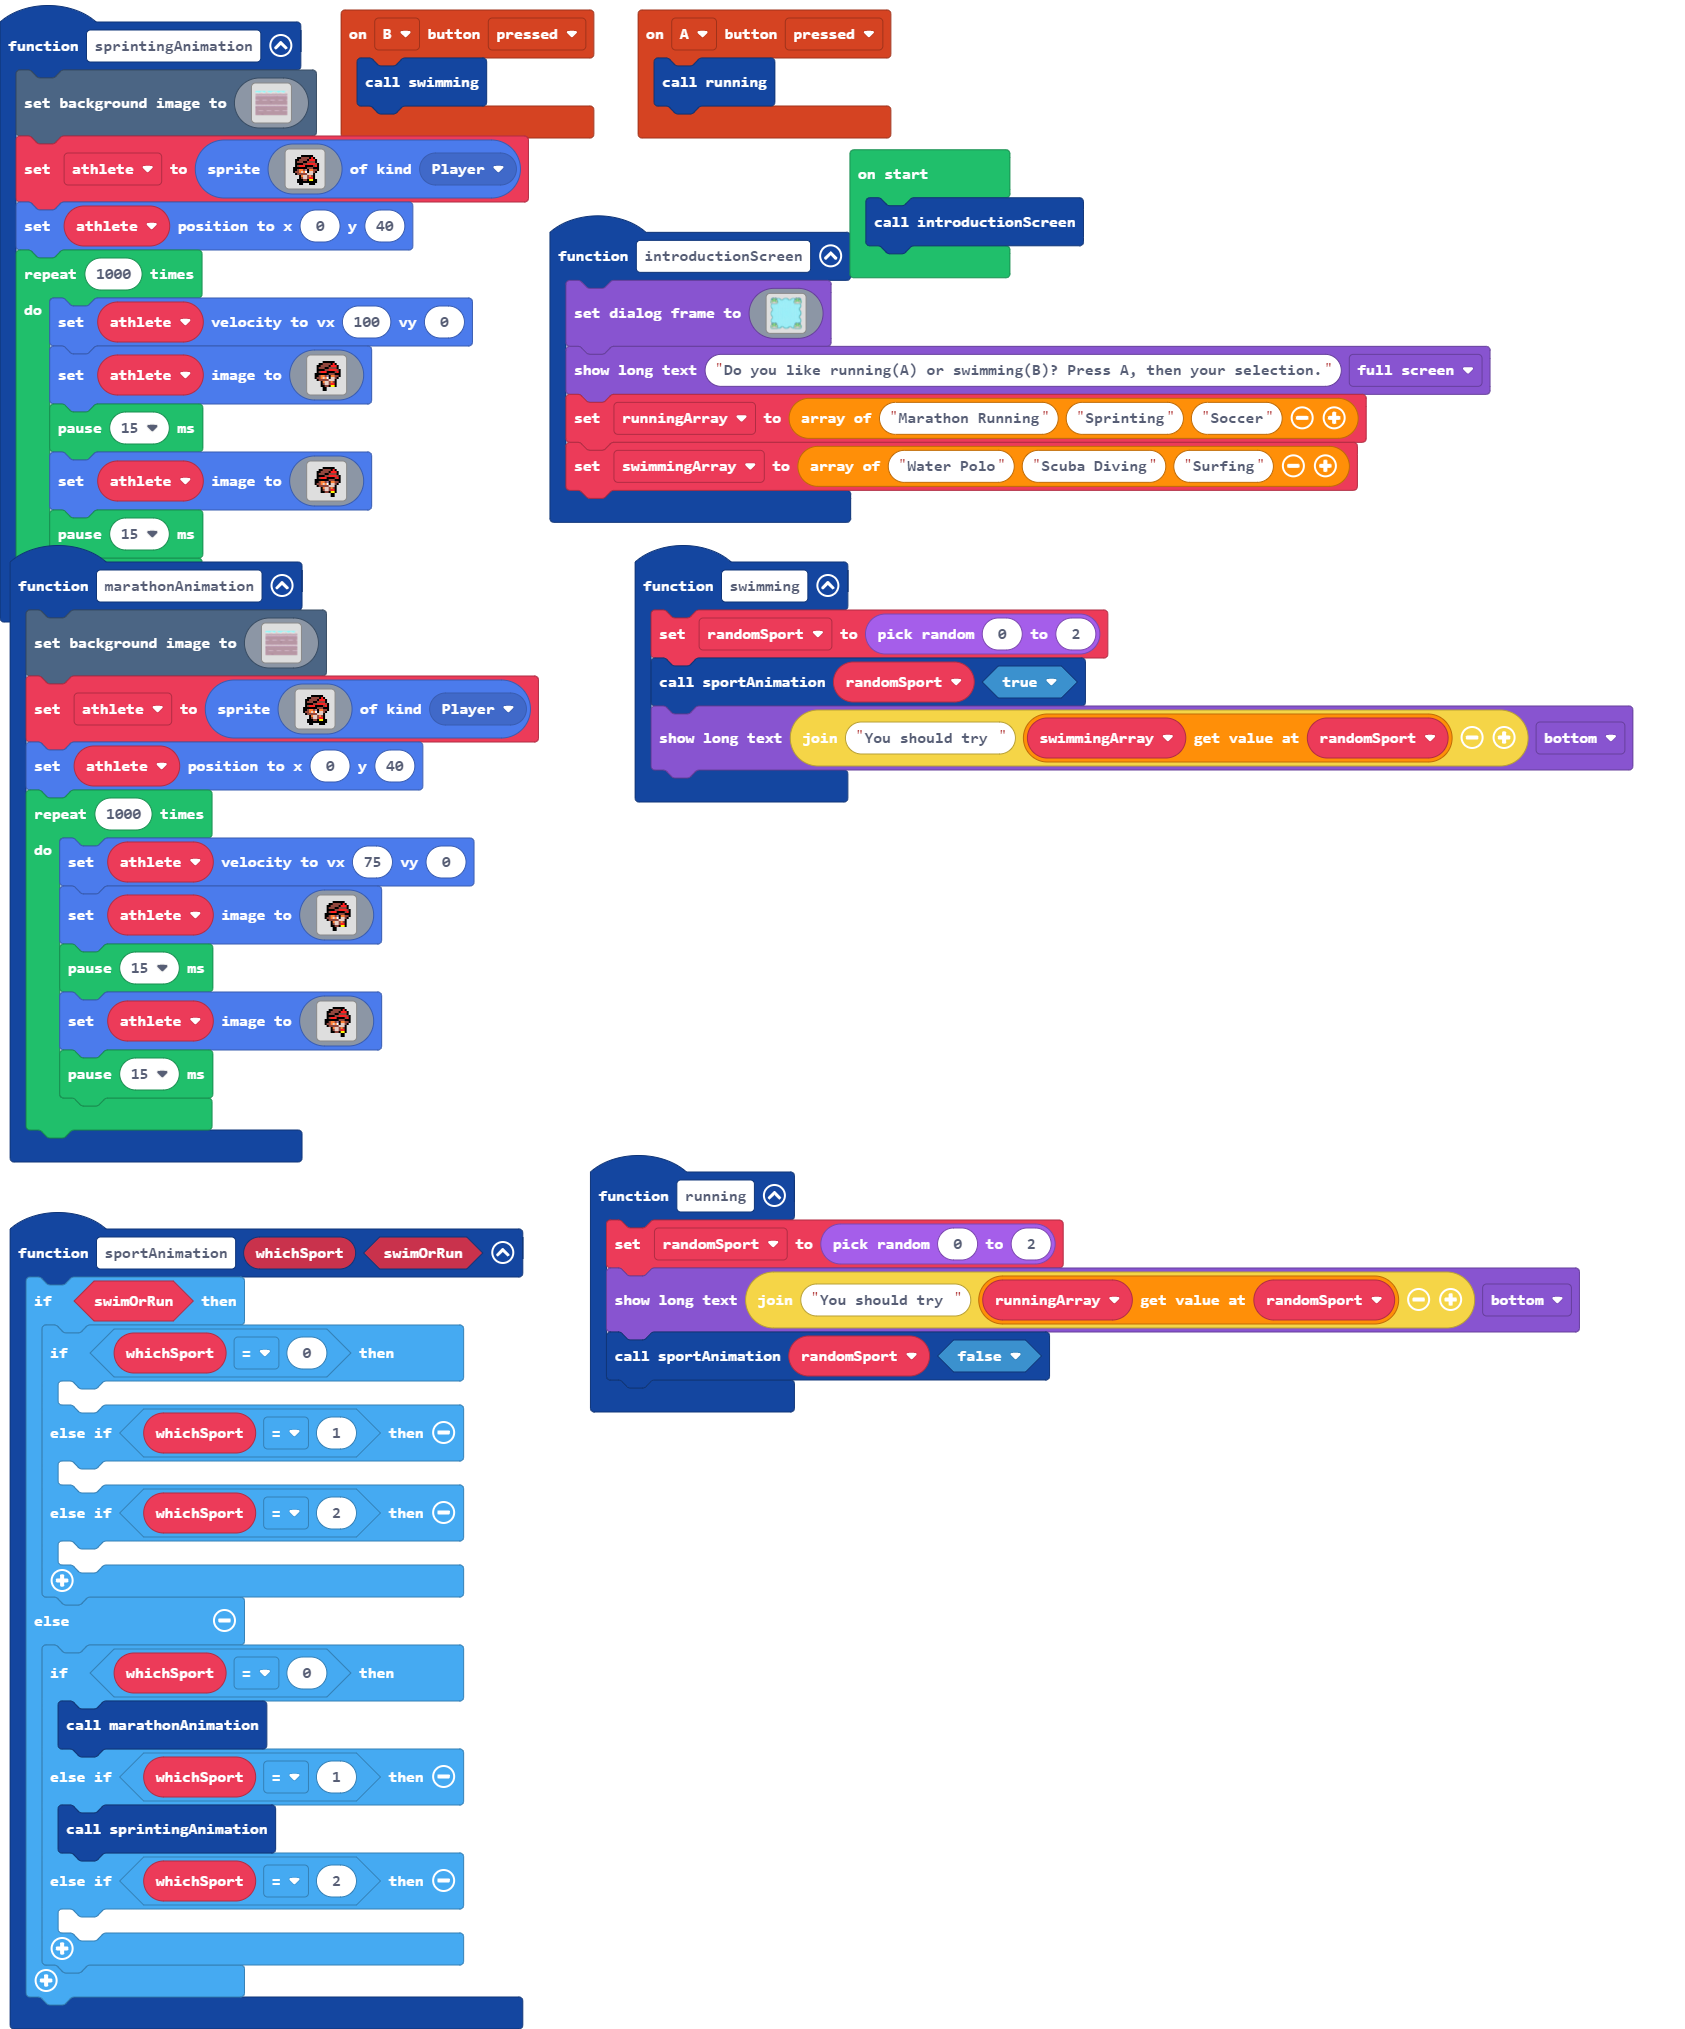 function sprintingAnimation
set background image to
set athlete to sprite of kind Player
set athlete position to x 0 y 40
repeat 1000 times
do
set athlete velocity to vx 100 vy 0
set athlete image to
pause 15 ms
set athlete image to
pause 15 ms
on B button pressed
call swimming
on A button pressed
call running
on start
call introductionScreen
function introductionScreen
set dialog frame to
show long text "Do you like running(A) or swimming(B)? Press A, then your selection." full screen
set runningArray to array of "Marathon Running" "Sprinting" "Soccer"
set swimmingArray to array of "Water Polo" "Scuba Diving" "Surfing"
function marathonAnimation
set background image to
set athlete to sprite of kind Player
set athlete position to x 0 y 40
repeat 1000 times
do
set athlete velocity to vx 75 vy 0
set athlete image to
pause 15 ms
set athlete image to
pause 15 ms
function swimming
set randomSport to pick random 0 to 2
call sportAnimation randomSport true
show long text join "You should try " swimmingArray get value at randomSport bottom
function running
set randomSport to pick random 0 to 2
show long text join "You should try " runningArray get value at randomSport bottom
call sportAnimation randomSport false
function sportAnimation whichSport swimOrRun
if swimOrRun then
if whichSport = 0 then
else if whichSport = 1 then
else if whichSport = 2 then
else
if whichSport = 0 then
call marathonAnimation
else if whichSport = 1 then
call sprintingAnimation
else if whichSport = 2 then